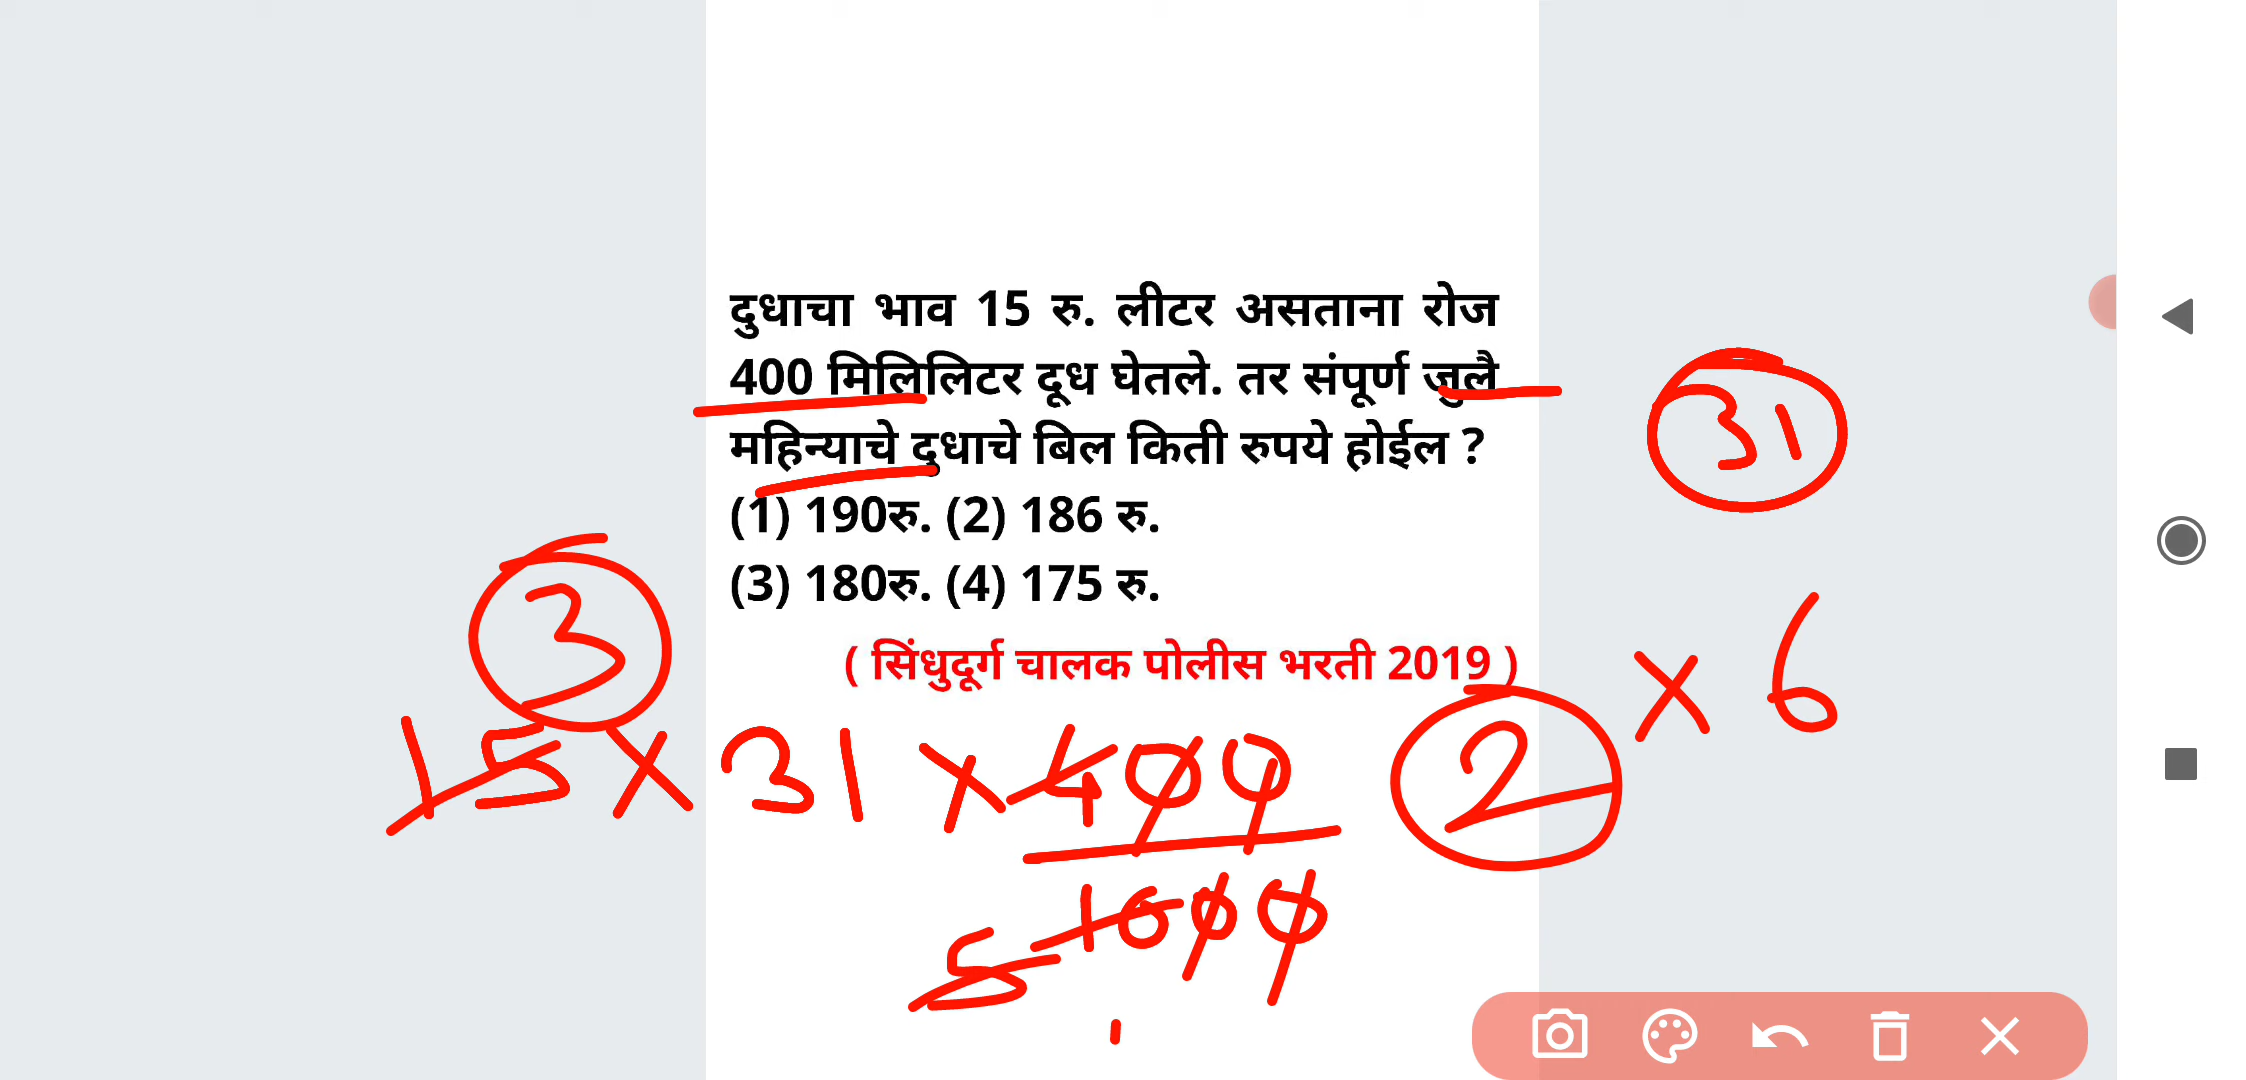 दुधाचा भाव 15 रु. लीटर असताना रोज
400 मिलिलिटर दूध घेतले. तर संपूर्ण जुलै
महिन्याचे दुधाचे बिल किती रुपये होईल ?
(1) 190रु. (2) 186 रु.
(3) 180रु. (4) 175 रु.
( सिंधुदूर्ग चालक पोलीस भरती 2019 )
31
3
15 × 31 × 400
2 × 6
1000
5